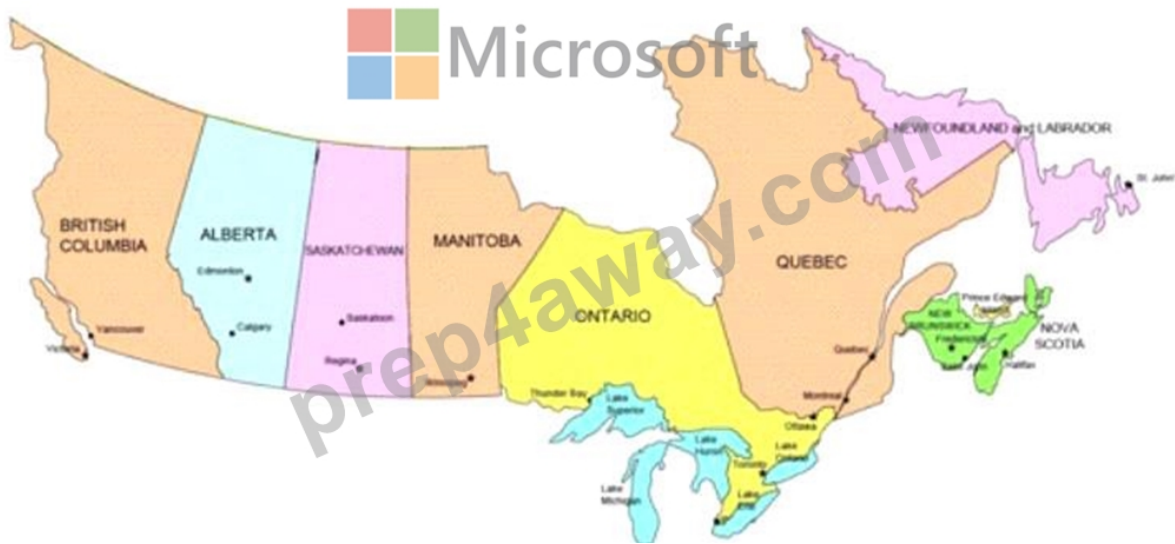 Microsoft
NEWFOUNDLAND and LABRADOR
St. John
BRITISH
COLUMBIA
ALBERTA
SASKATCHEWAN
MANITOBA
QUEBEC
Edmonton
Prince Edward
NEW
BRUNSWICK
NOVA
SCOTIA
Saskatoon
ONTARIO
Vancouver
Calgary
Victoria
Fredericton
Quebec
Saint John
Halifax
Regina
Winnipeg
Thunder Bay
Lake
Superior
Montreal
Ottawa
Lake
Huron
Lake
Ontario
Toronto
Lake
Michigan
Lake
Erie
prep4away.com